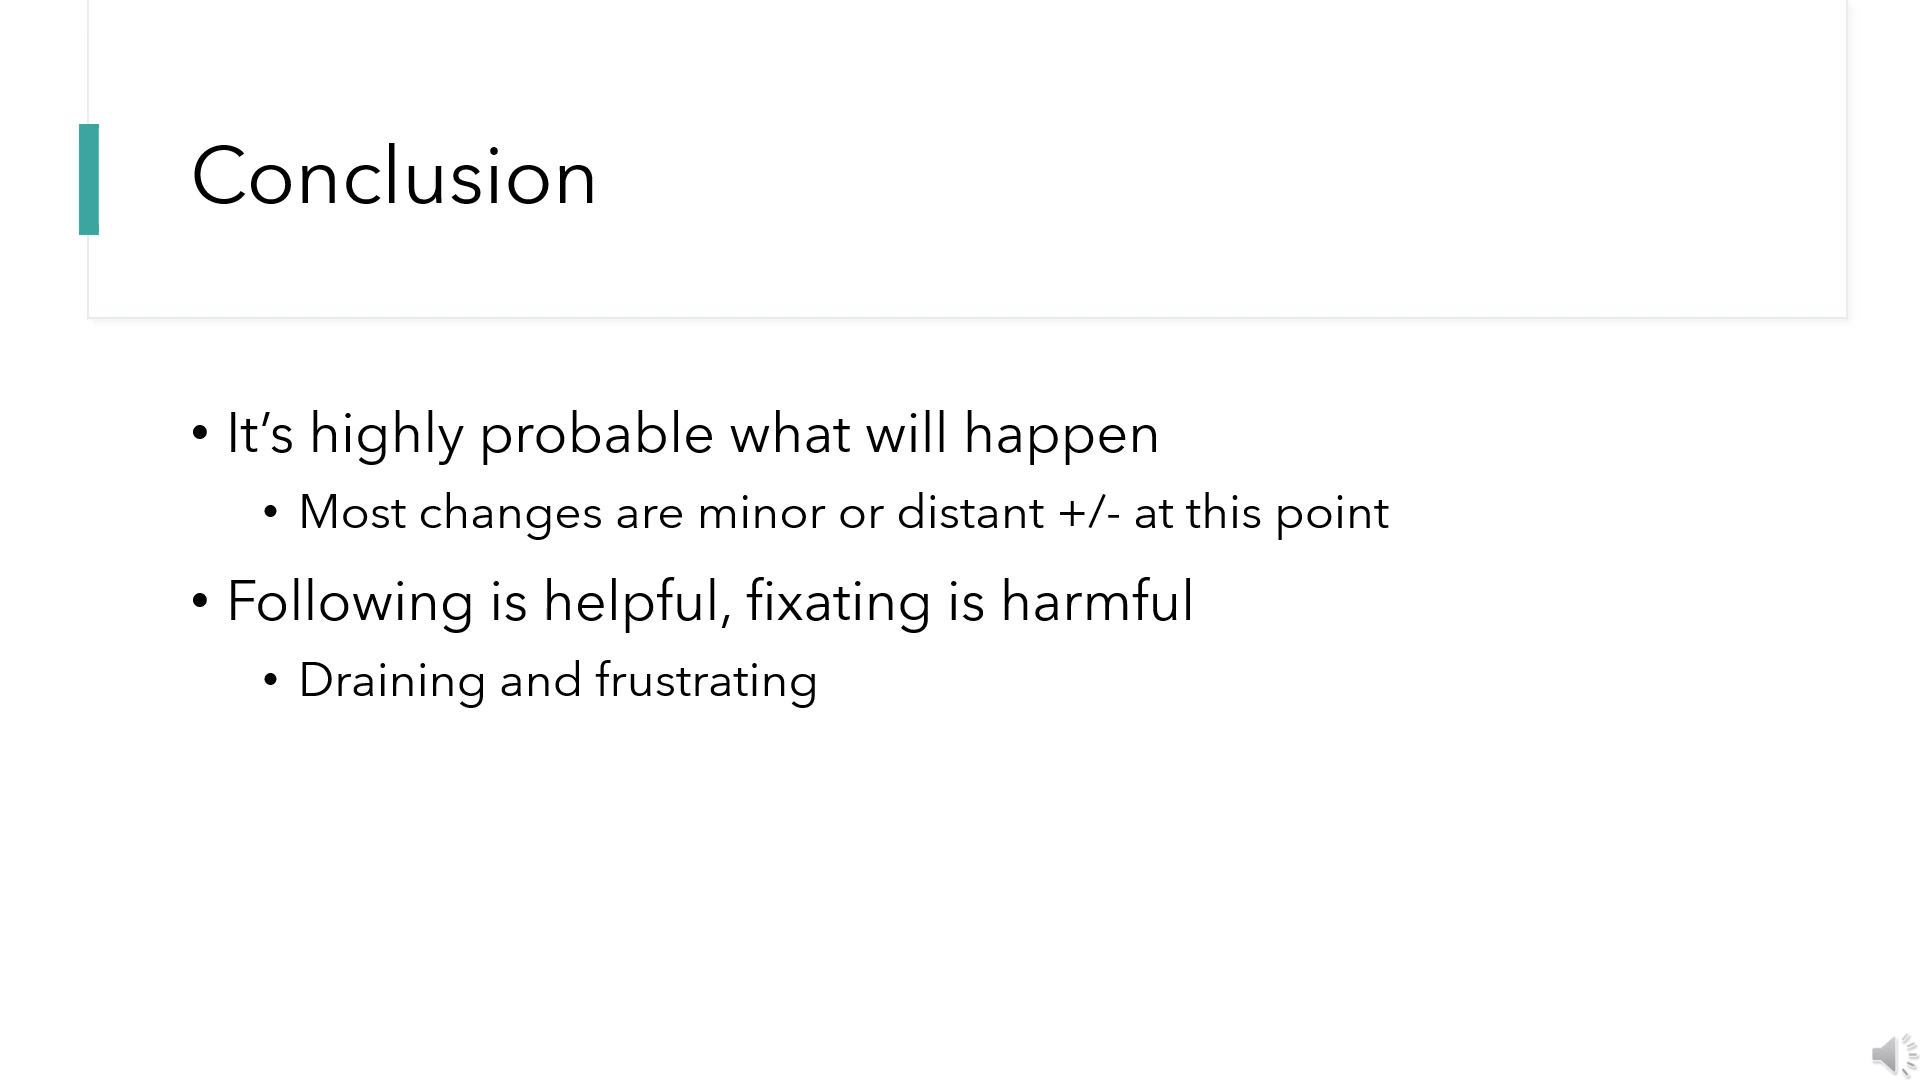 Conclusion
• It’s highly probable what will happen
• Most changes are minor or distant +/- at this point
• Following is helpful, fixating is harmful
• Draining and frustrating